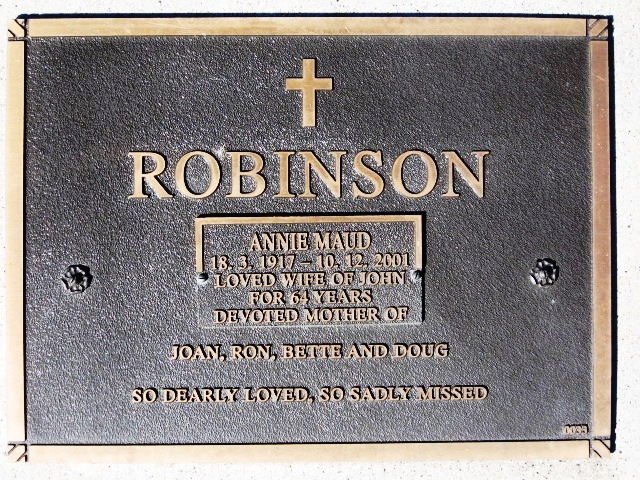 ROBINSON
ANNIE MAUD
18. 3. 1917 – 10. 12. 2001
LOVED WIFE OF JOHN
FOR 64 YEARS
DEVOTED MOTHER OF
JOAN, RON, BETTE AND DOUG
SO DEARLY LOVED, SO SADLY MISSED